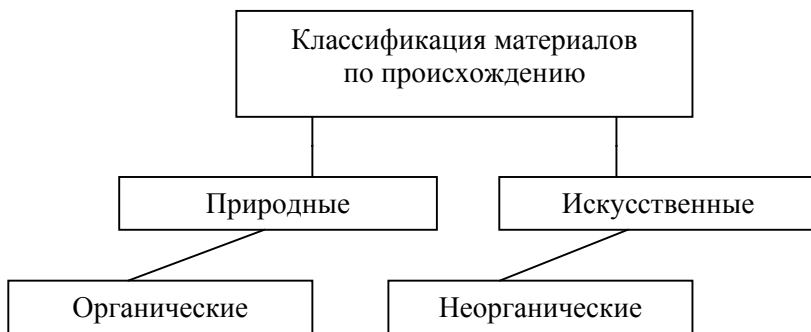 Классификация материалов
по происхождению
Природные
Искусственные
Органические
Неорганические